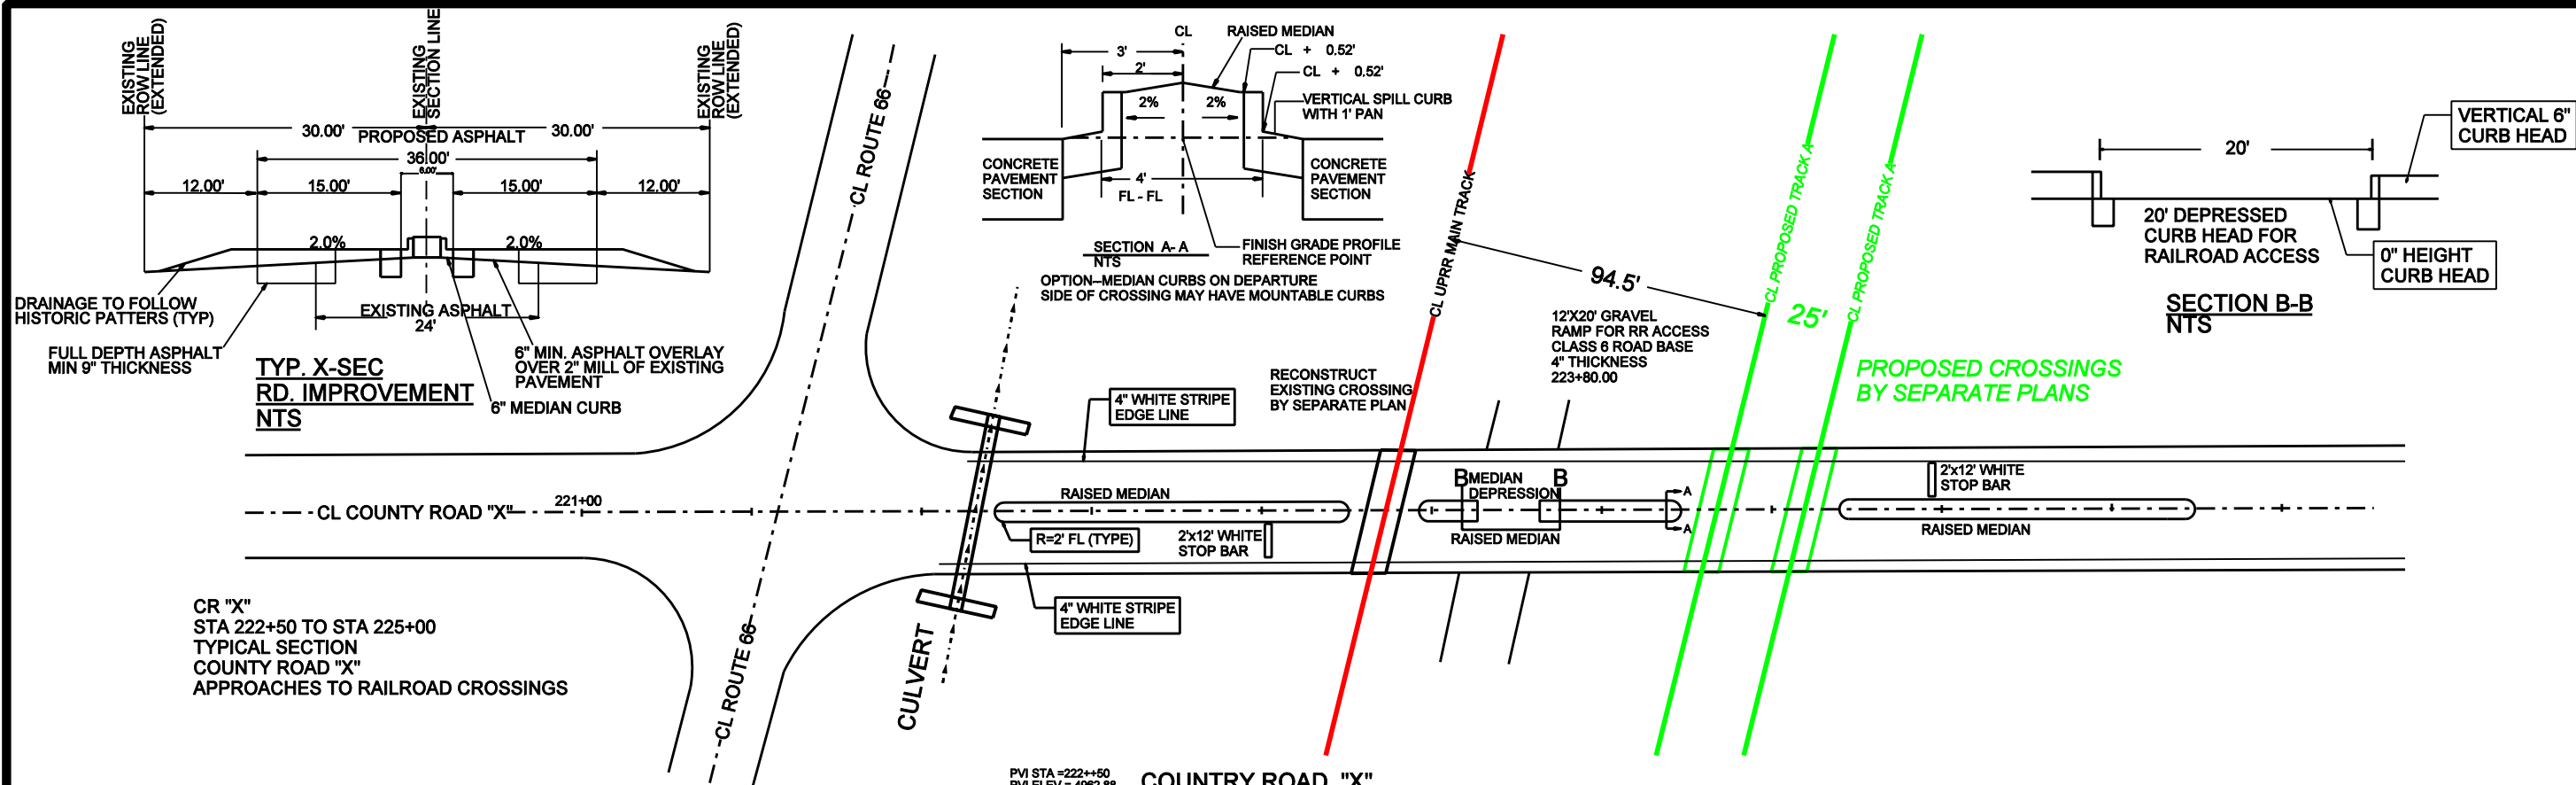 EXISTING
ROW LINE
(EXTENDED)
EXISTING
SECTION LINE
EXISTING
ROW LINE
(EXTENDED)
30.00'
30.00'
PROPOSED ASPHALT
36.00'
6.00'
12.00'
15.00'
15.00'
12.00'
2.0%
2.0%
DRAINAGE TO FOLLOW
HISTORIC PATTERS (TYP)
EXISTING ASPHALT
24'
FULL DEPTH ASPHALT
MIN 9" THICKNESS
6" MIN. ASPHALT OVERLAY
OVER 2" MILL OF EXISTING
PAVEMENT
6" MEDIAN CURB
TYP. X-SEC
RD. IMPROVEMENT
NTS
CL ROUTE 66
CL
RAISED MEDIAN
3'
2'
CL + 0.52'
CL + 0.52'
2%
2%
VERTICAL SPILL CURB
WITH 1' PAN
CONCRETE
PAVEMENT
SECTION
CONCRETE
PAVEMENT
SECTION
4'
FL - FL
SECTION A- A
NTS
FINISH GRADE PROFILE
REFERENCE POINT
OPTION--MEDIAN CURBS ON DEPARTURE
SIDE OF CROSSING MAY HAVE MOUNTABLE CURBS
CL UPRR MAIN TRACK
94.5'
CL PROPOSED TRACK A
25'
CL PROPOSED TRACK A
20'
VERTICAL 6"
CURB HEAD
20' DEPRESSED
CURB HEAD FOR
RAILROAD ACCESS
0" HEIGHT
CURB HEAD
SECTION B-B
NTS
12'X20' GRAVEL
RAMP FOR RR ACCESS
CLASS 6 ROAD BASE
4" THICKNESS
223+80.00
PROPOSED CROSSINGS
BY SEPARATE PLANS
RECONSTRUCT
EXISTING CROSSING
BY SEPARATE PLAN
4" WHITE STRIPE
EDGE LINE
CL COUNTY ROAD "X"
221+00
RAISED MEDIAN
R=2' FL (TYPE)
2'x12' WHITE
STOP BAR
B
MEDIAN
DEPRESSION
B
RAISED MEDIAN
A
A
2'x12' WHITE
STOP BAR
RAISED MEDIAN
4" WHITE STRIPE
EDGE LINE
CULVERT
CL ROUTE 66
CR "X"
STA 222+50 TO STA 225+00
TYPICAL SECTION
COUNTY ROAD "X"
APPROACHES TO RAILROAD CROSSINGS
PVI STA =222++50
PVI ELEV = 4962.88
COUNTRY ROAD "X"